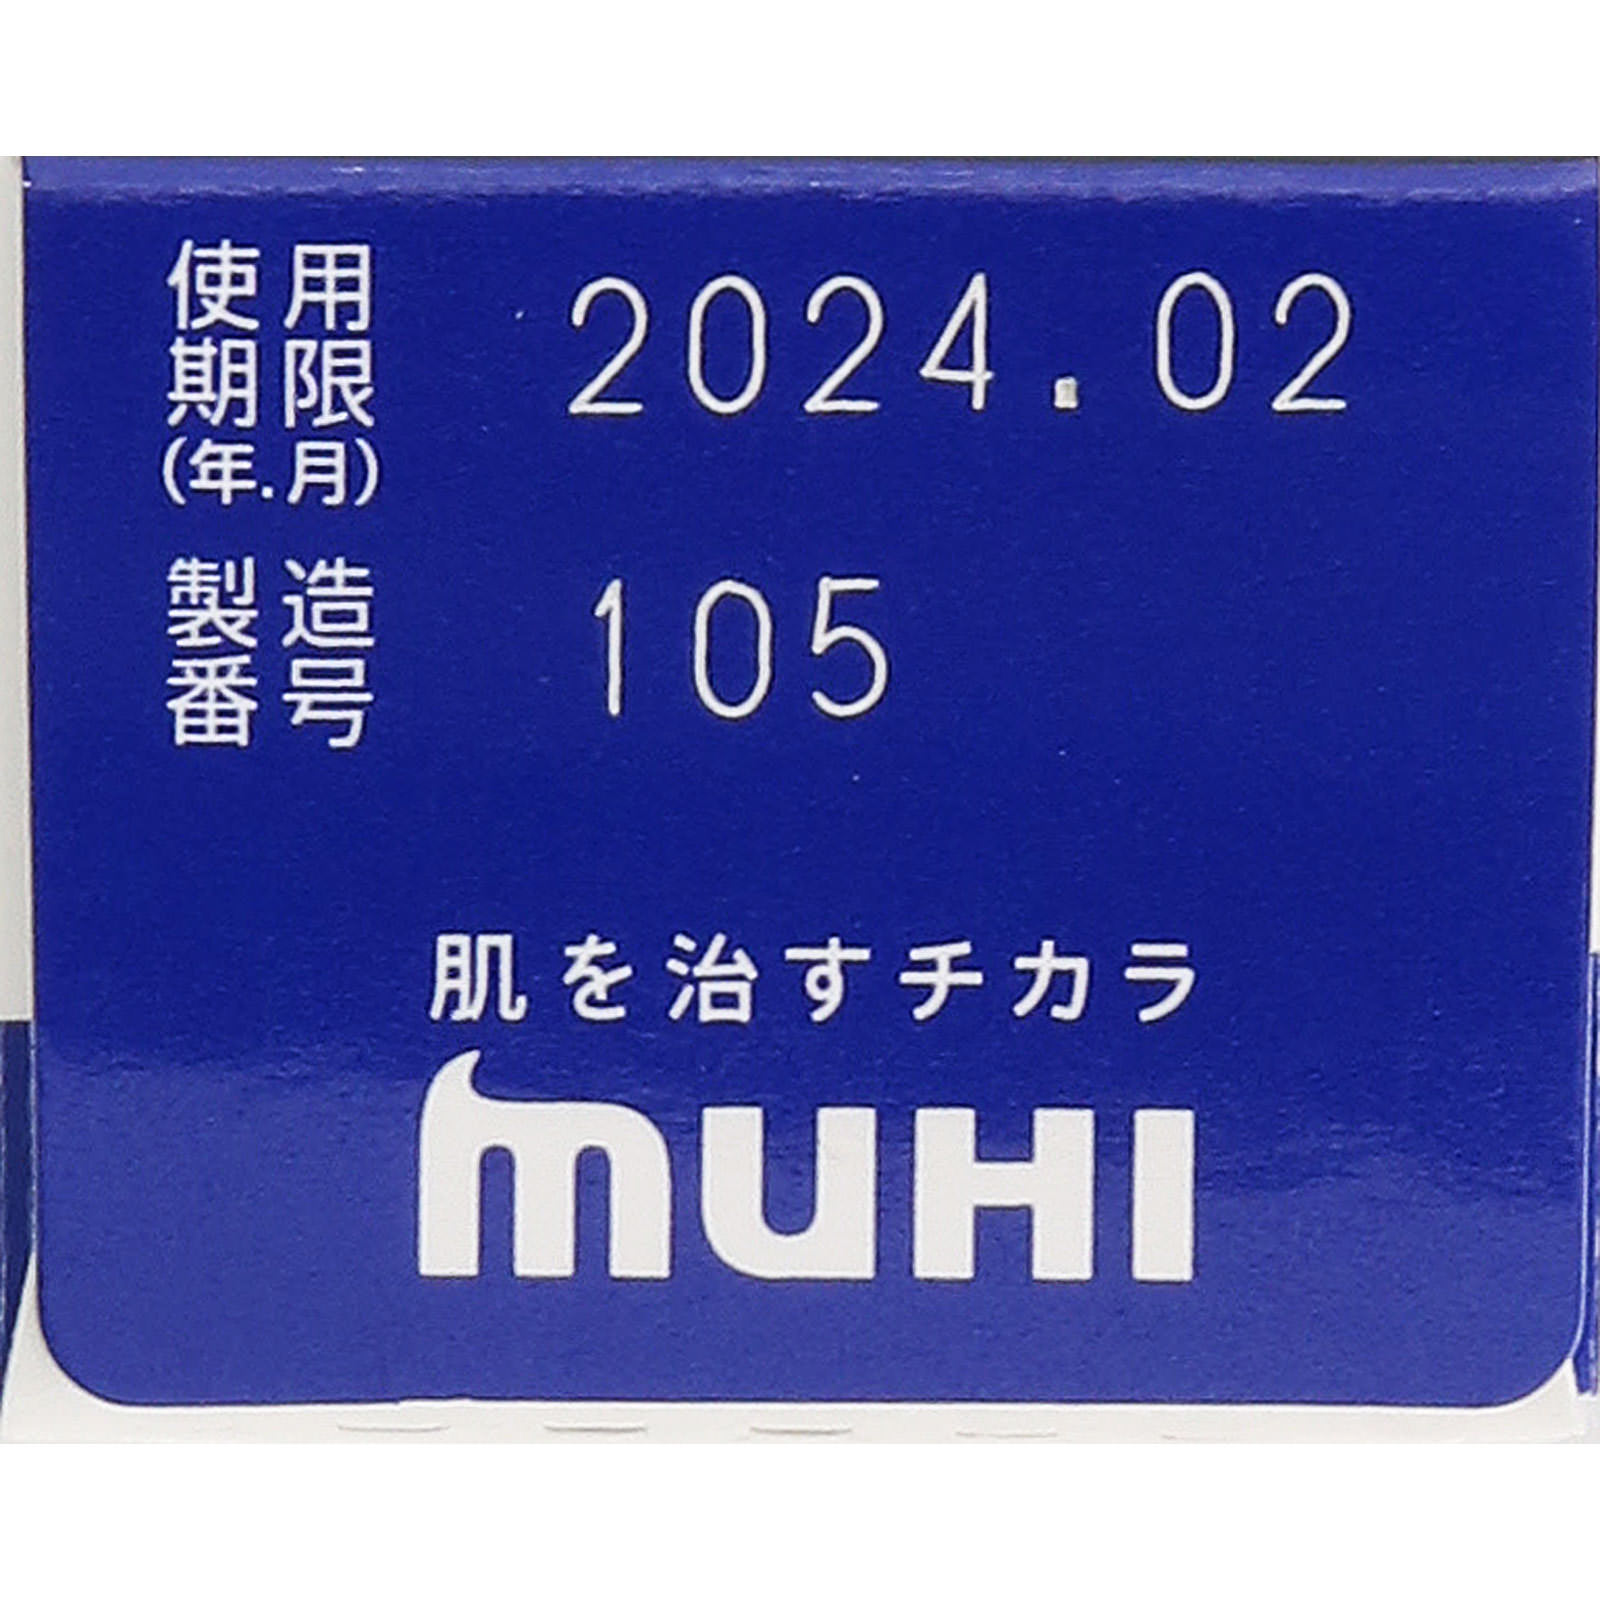 使用
期限 2024.02
(年.月)
製造
番号 105
肌を治すチカラ
MUHI